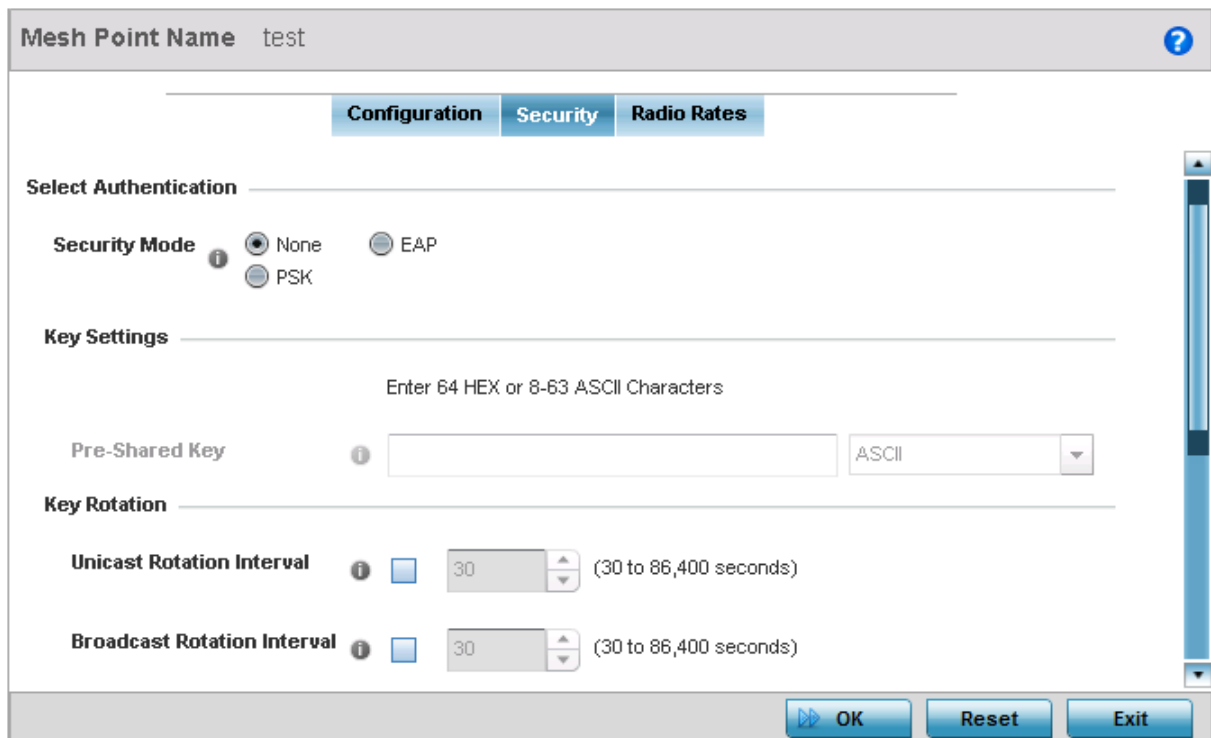 Mesh Point Name test
?
Configuration Security Radio Rates
Select Authentication
Security Mode i None EAP
PSK
Key Settings
Enter 64 HEX or 8-63 ASCII Characters
Pre-Shared Key i ASCII
Key Rotation
Unicast Rotation Interval i 30 (30 to 86,400 seconds)
Broadcast Rotation Interval i 30 (30 to 86,400 seconds)
OK Reset Exit